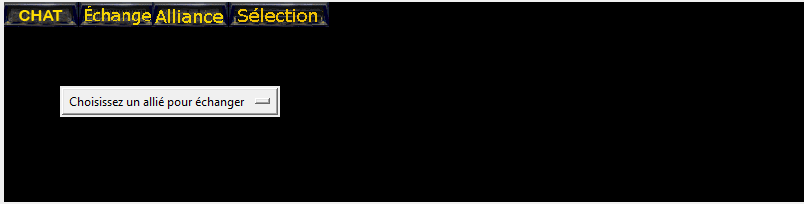 CHAT Échange Alliance Sélection
Choisissez un allié pour échanger